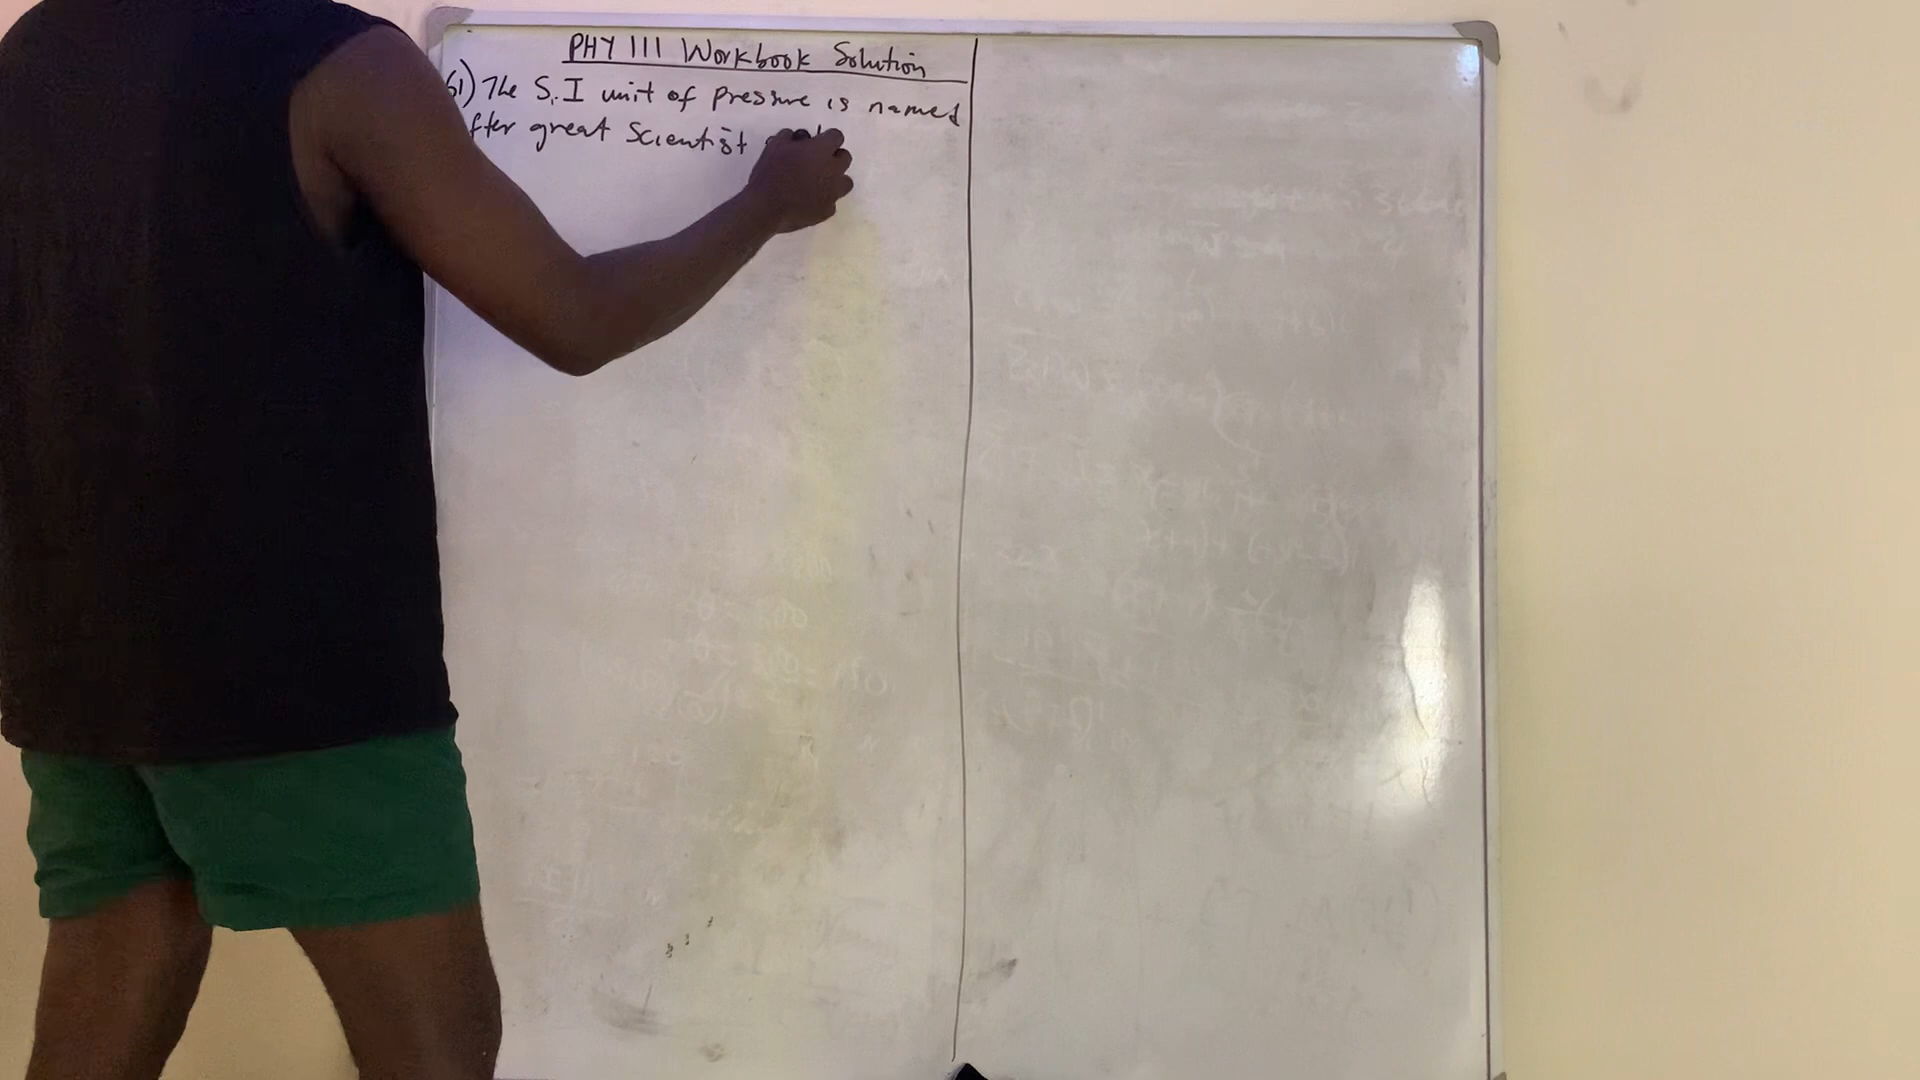 PHY 111 Workbook Solution
61) The S.I unit of pressure is named
fter great Scientist